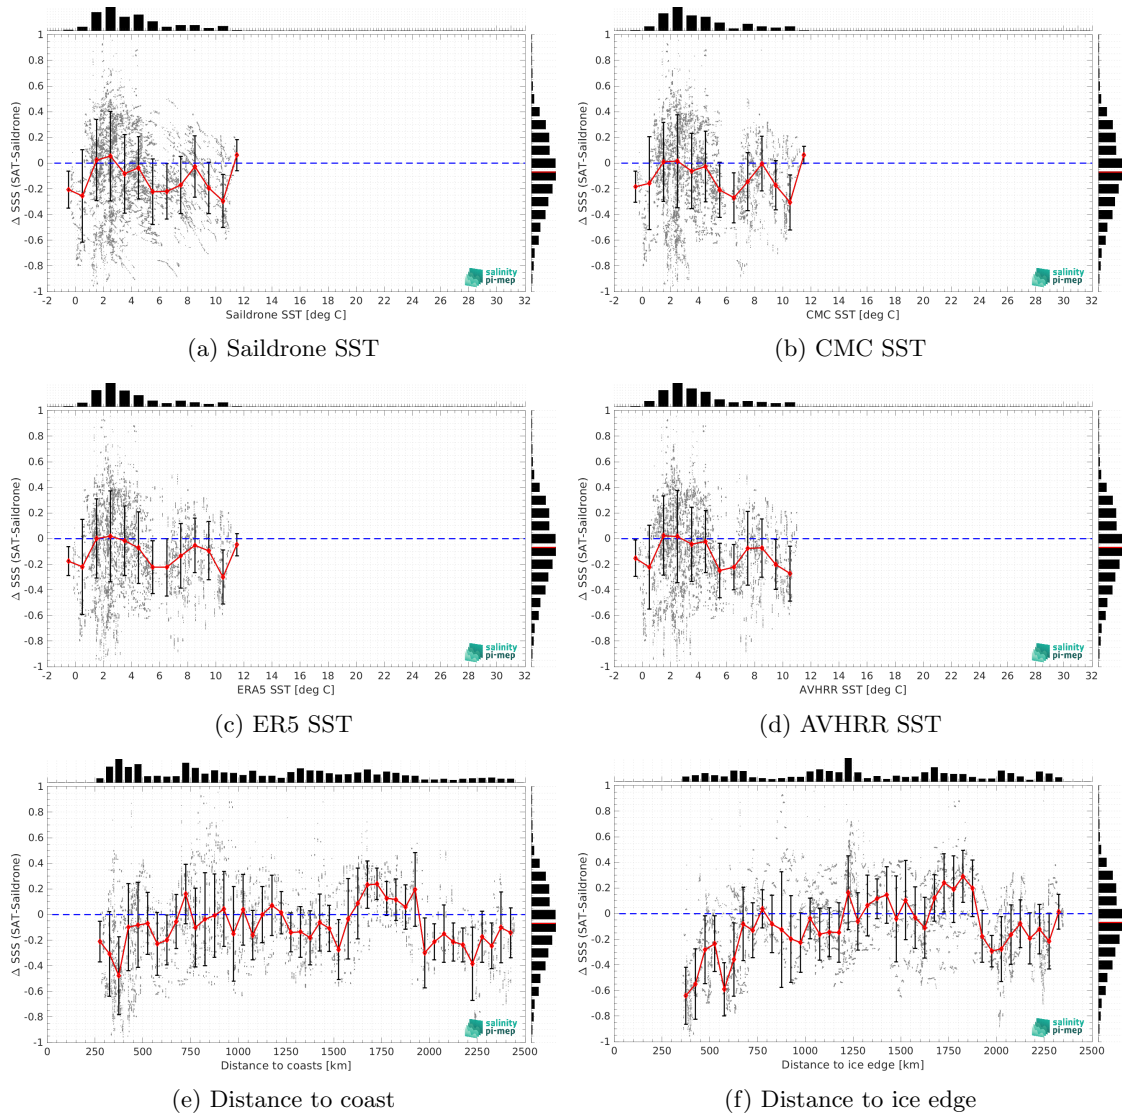 1
0.8
0.6
0.4
0.2
0
-0.2
-0.4
-0.6
-0.8
-1
Δ SSS (SAT-Saildrone)
salinity
pi-mep
-2 0 2 4 6 8 10 12 14 16 18 20 22 24 26 28 30 32
Saildrone SST [deg C]
(a) Saildrone SST
1
0.8
0.6
0.4
0.2
0
-0.2
-0.4
-0.6
-0.8
-1
Δ SSS (SAT-Saildrone)
salinity
pi-mep
-2 0 2 4 6 8 10 12 14 16 18 20 22 24 26 28 30 32
CMC SST [deg C]
(b) CMC SST
1
0.8
0.6
0.4
0.2
0
-0.2
-0.4
-0.6
-0.8
-1
Δ SSS (SAT-Saildrone)
salinity
pi-mep
-2 0 2 4 6 8 10 12 14 16 18 20 22 24 26 28 30 32
ERA5 SST [deg C]
(c) ER5 SST
1
0.8
0.6
0.4
0.2
0
-0.2
-0.4
-0.6
-0.8
-1
Δ SSS (SAT-Saildrone)
salinity
pi-mep
-2 0 2 4 6 8 10 12 14 16 18 20 22 24 26 28 30 32
AVHRR SST [deg C]
(d) AVHRR SST
1
0.8
0.6
0.4
0.2
0
-0.2
-0.4
-0.6
-0.8
-1
Δ SSS (SAT-Saildrone)
salinity
pi-mep
0 250 500 750 1000 1250 1500 1750 2000 2250 2500
Distance to coasts [km]
(e) Distance to coast
1
0.8
0.6
0.4
0.2
0
-0.2
-0.4
-0.6
-0.8
-1
Δ SSS (SAT-Saildrone)
salinity
pi-mep
0 250 500 750 1000 1250 1500 1750 2000 2250 2500
Distance to ice edge [km]
(f) Distance to ice edge